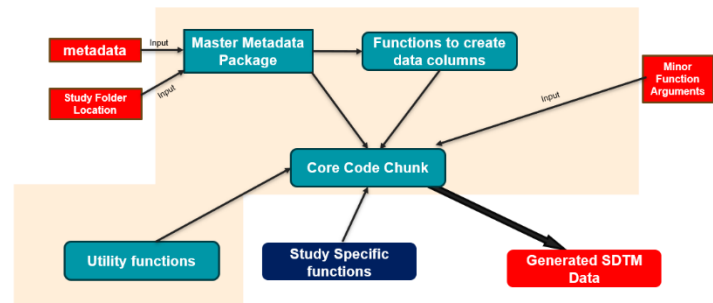 metadata
Input
Master Metadata
Package
Functions to create
data columns
Study Folder
Location
Input
Minor
Function
Arguments
Input
Core Code Chunk
Utility functions
Study Specific
functions
Generated SDTM
Data